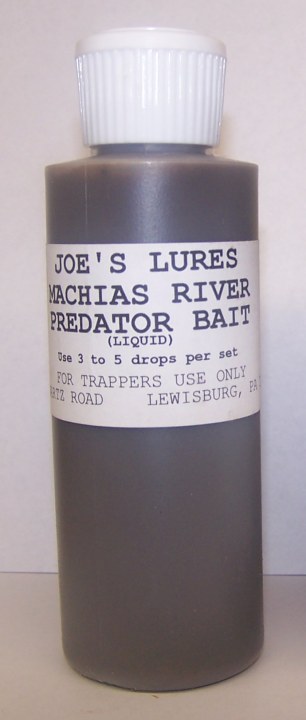 JOE'S LURES
MACHIAS RIVER
PREDATOR BAIT
(LIQUID)
Use 3 to 5 drops per set
FOR TRAPPERS USE ONLY
ROAD LEWISBURG, PA